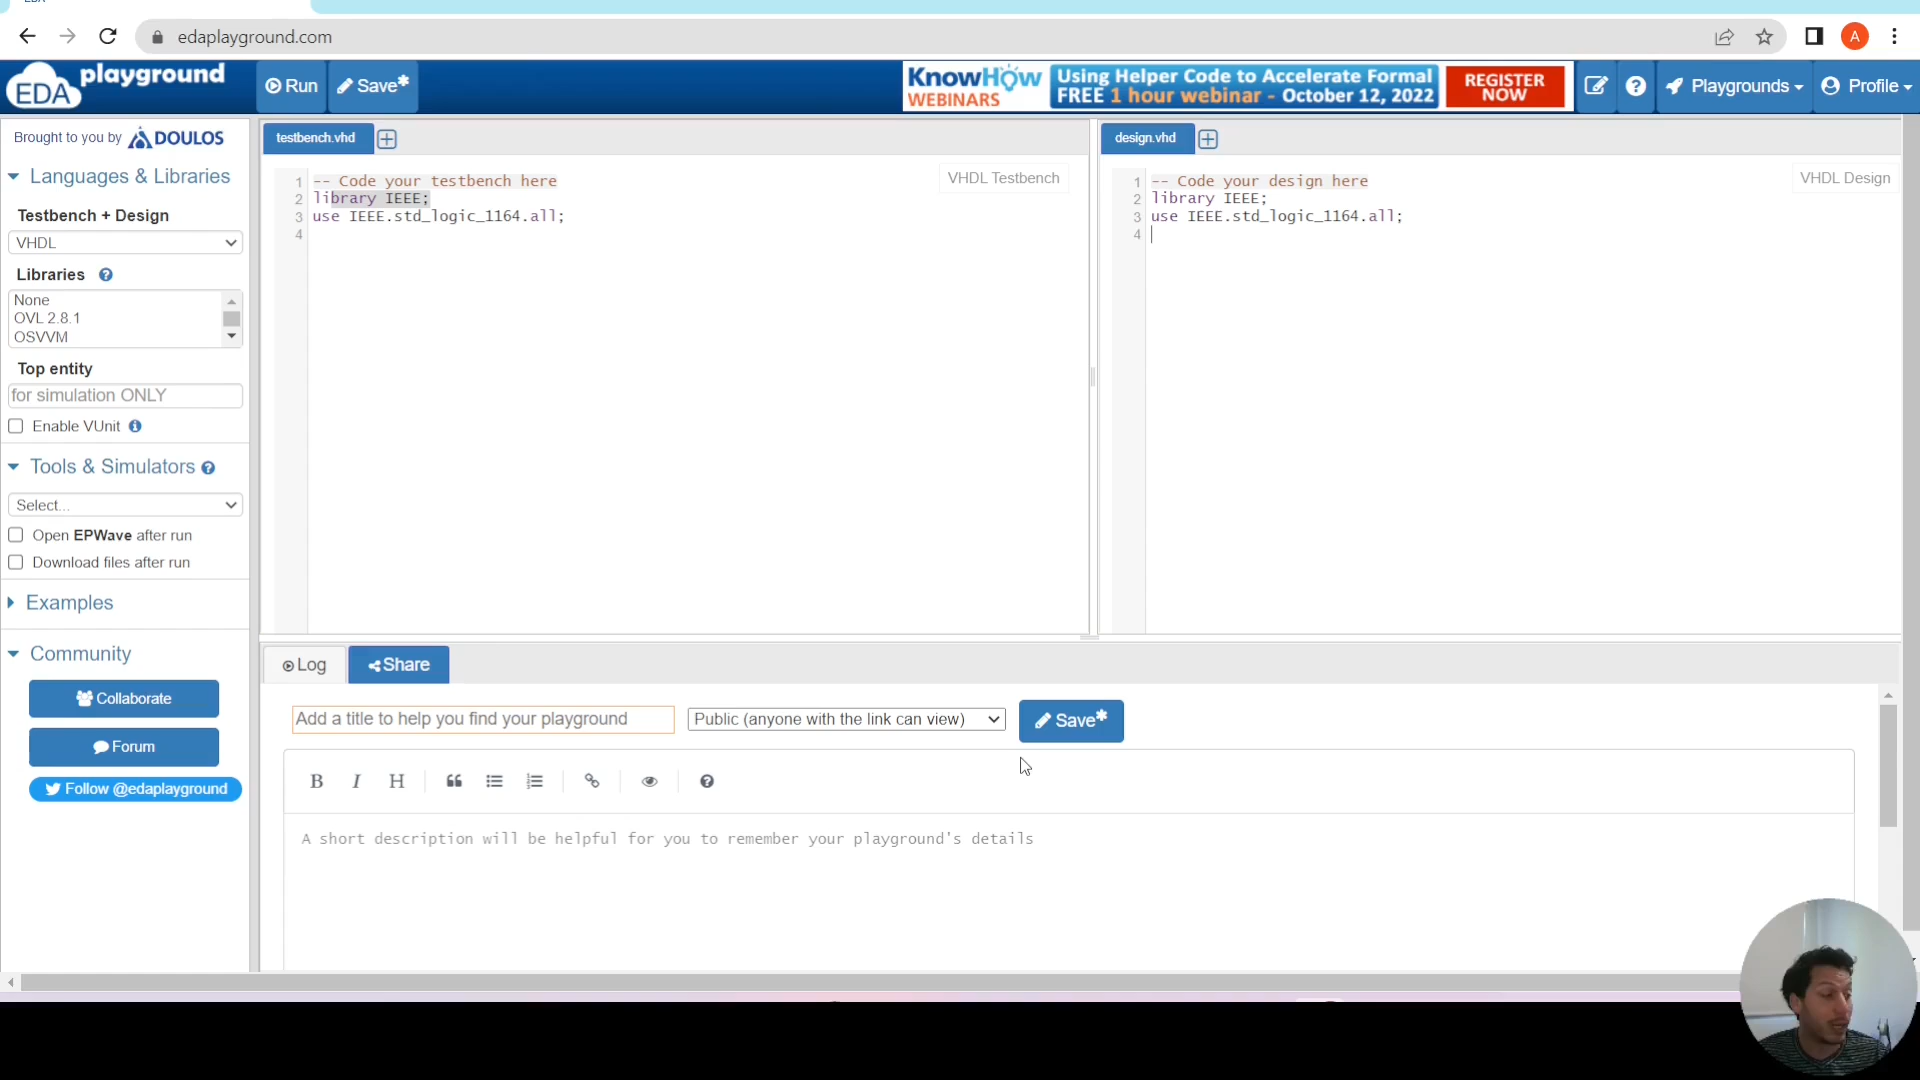 EDA
edaplayground.com
A
EDA playground
Run
Save*
KnowHow WEBINARS
Using Helper Code to Accelerate Formal
FREE 1 hour webinar - October 12, 2022
REGISTER NOW
Playgrounds
Profile
Brought to you by DOULOS
Languages & Libraries
Testbench + Design
VHDL
Libraries
None
OVL 2.8.1
OSVVM
Top entity
for simulation ONLY
Enable VUnit
Tools & Simulators
Select...
Open EPWave after run
Download files after run
Examples
Community
Collaborate
Forum
Follow @edaplayground
testbench.vhd
VHDL Testbench
1 -- Code your testbench here
2 library IEEE;
3 use IEEE.std_logic_1164.all;
4
design.vhd
VHDL Design
1 -- Code your design here
2 library IEEE;
3 use IEEE.std_logic_1164.all;
4
Log
Share
Add a title to help you find your playground
Public (anyone with the link can view)
Save*
B I H
A short description will be helpful for you to remember your playground's details